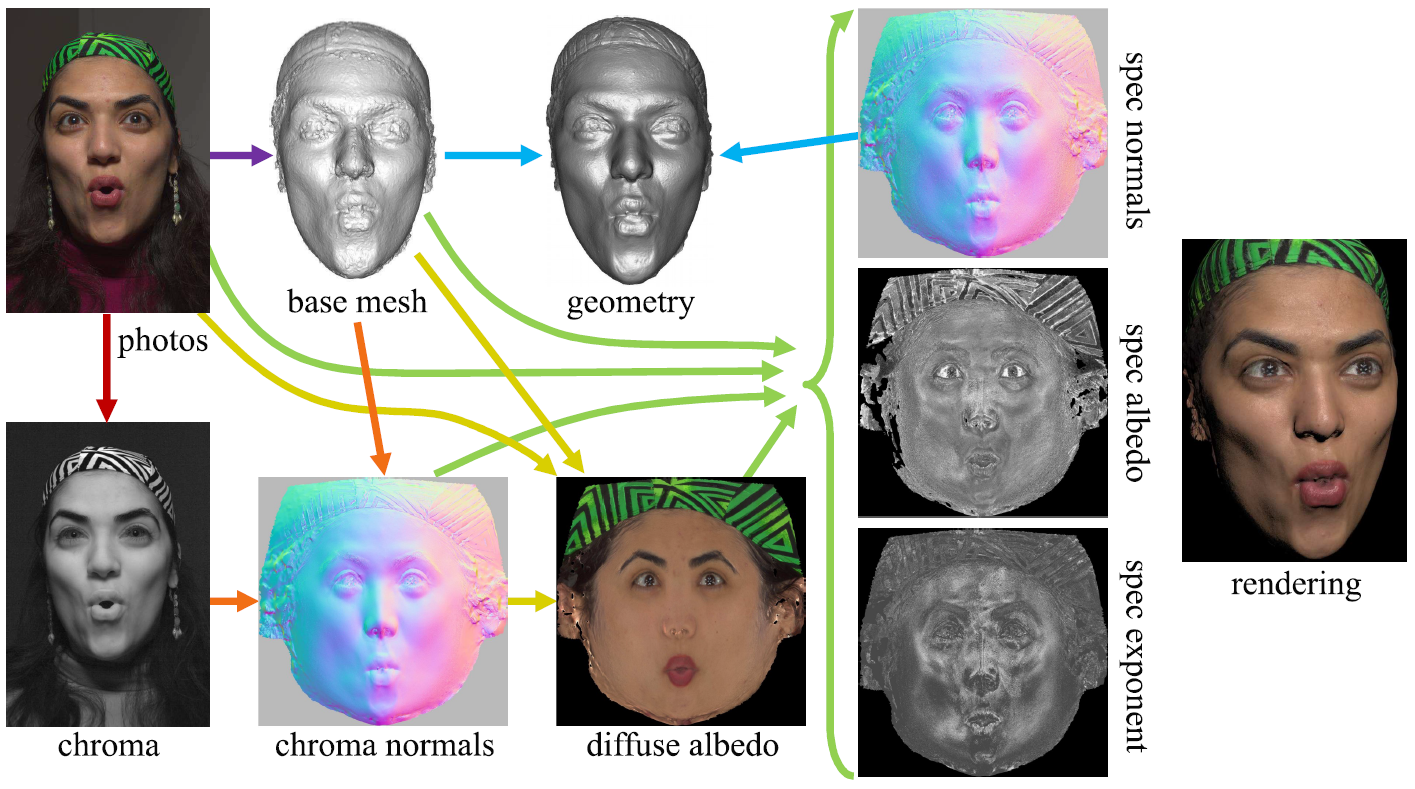 base mesh
geometry
photos
spec normals
spec albedo
spec exponent
rendering
chroma
chroma normals
diffuse albedo